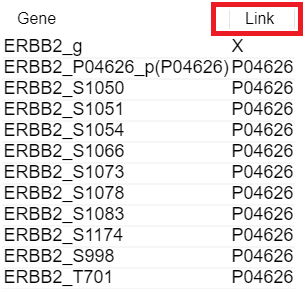 Gene Link
ERBB2_g X
ERBB2_P04626_p(P04626) P04626
ERBB2_S1050 P04626
ERBB2_S1051 P04626
ERBB2_S1054 P04626
ERBB2_S1066 P04626
ERBB2_S1073 P04626
ERBB2_S1078 P04626
ERBB2_S1083 P04626
ERBB2_S1174 P04626
ERBB2_S998 P04626
ERBB2_T701 P04626